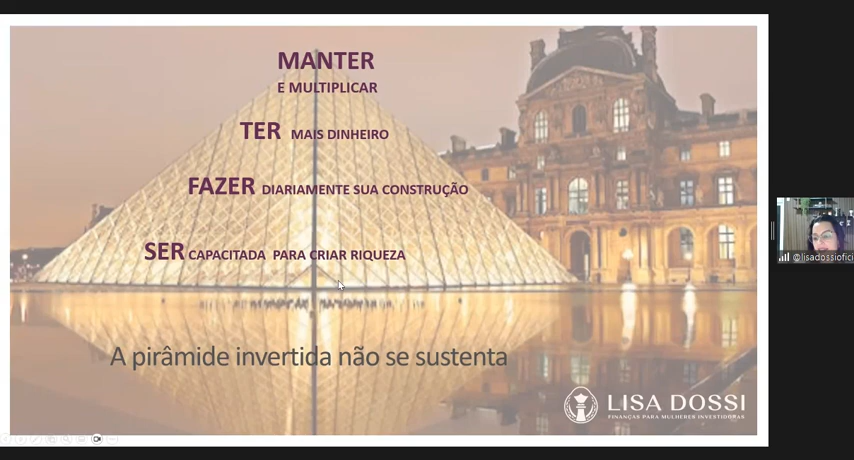 MANTER
E MULTIPLICAR
TER MAIS DINHEIRO
FAZER DIARIAMENTE SUA CONSTRUÇÃO
SER CAPACITADA PARA CRIAR RIQUEZA
@lisadossiofici
A pirâmide invertida não se sustenta
LISA DOSSI
FINANÇAS PARA MULHERES INVESTIDORAS